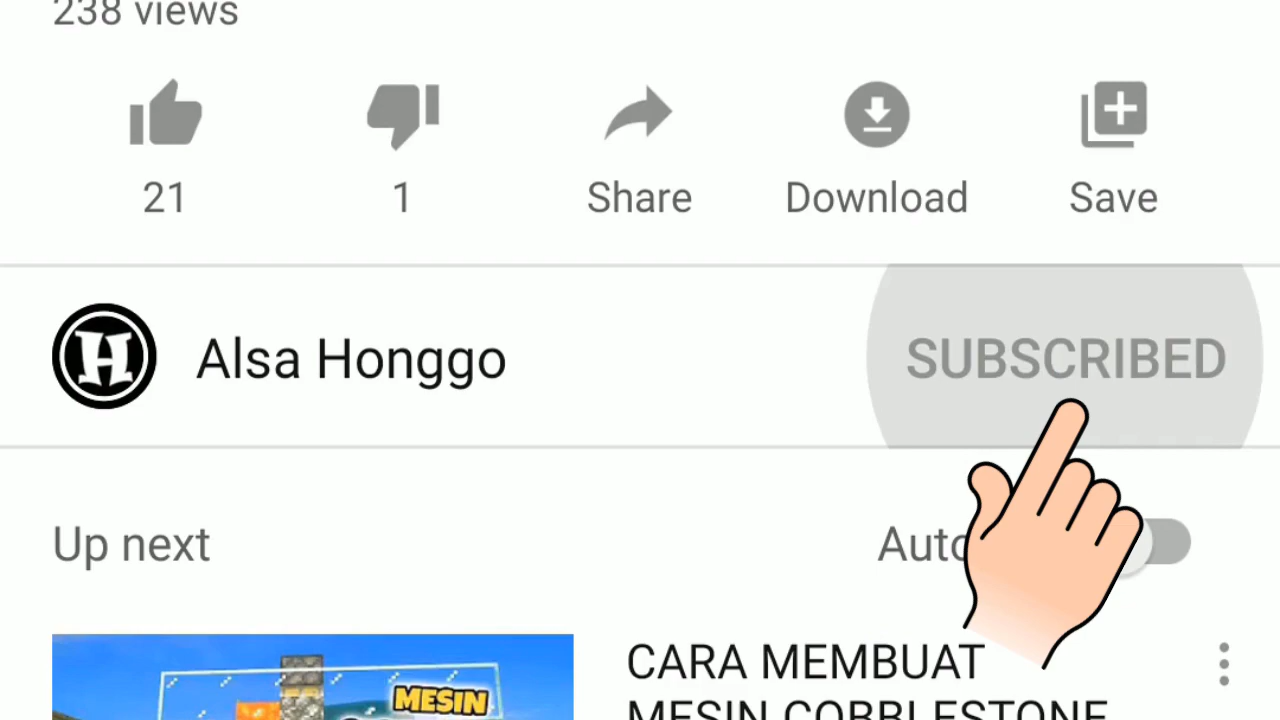 238 views
21
1
Share
Download
Save
H
Alsa Honggo
SUBSCRIBED
Up next
Auto
CARA MEMBUAT
MESIN COBBLESTONE
MESIN